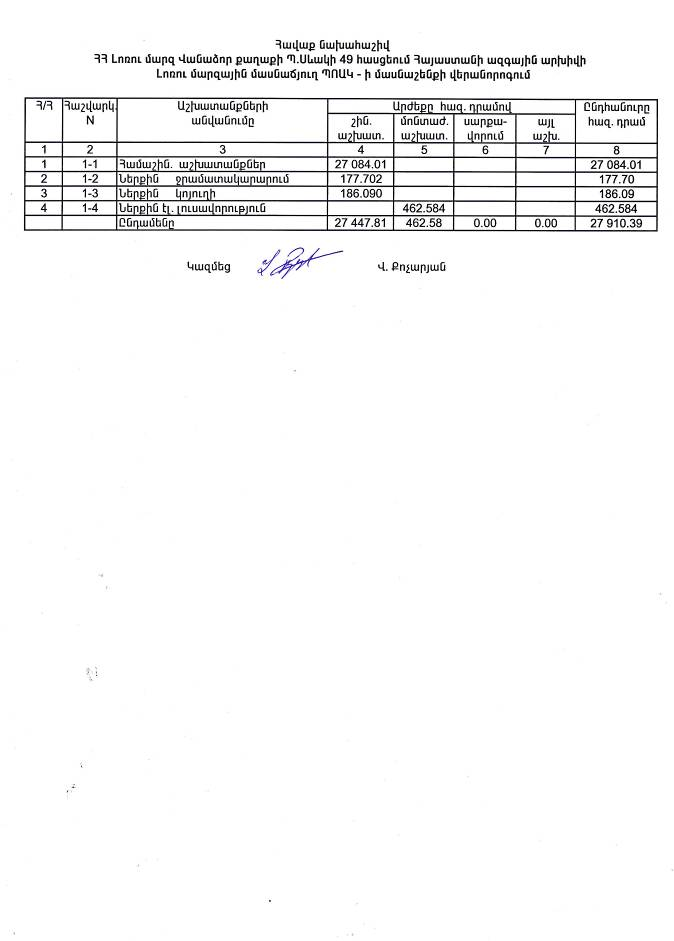 Հավաք նախահաշիվ
ՀՀ Լոռու մարզ Վանաձոր քաղաքի Պ.Սևակի 49 հասցեում Հայաստանի ազգային արխիվի
Լոռու մարզային մասնաճյուղ ՊՈԱԿ - ի մասնաշենքի վերանորոգում
Հ/Հ Հաշվարկ. Աշխատանքների Արժեքը հազ. դրամով Ընդհանուրը
N անվանումը շին. մոնտաժ. սարքա- այլ հազ. դրամ
աշխատ. աշխատ. վորում աշխ.
1 2 3 4 5 6 7 8
1 1-1 Համաշին. աշխատանքներ 27 084.01 27 084.01
2 1-2 Ներքին ջրամատակարարում 177.702 177.70
3 1-3 Ներքին կոյուղի 186.090 186.09
4 1-4 Ներքին էլ. լուսավորություն 462.584 462.584
Ընդամենը 27 447.81 462.58 0.00 0.00 27 910.39
Կազմեց Վ. Քոչարյան